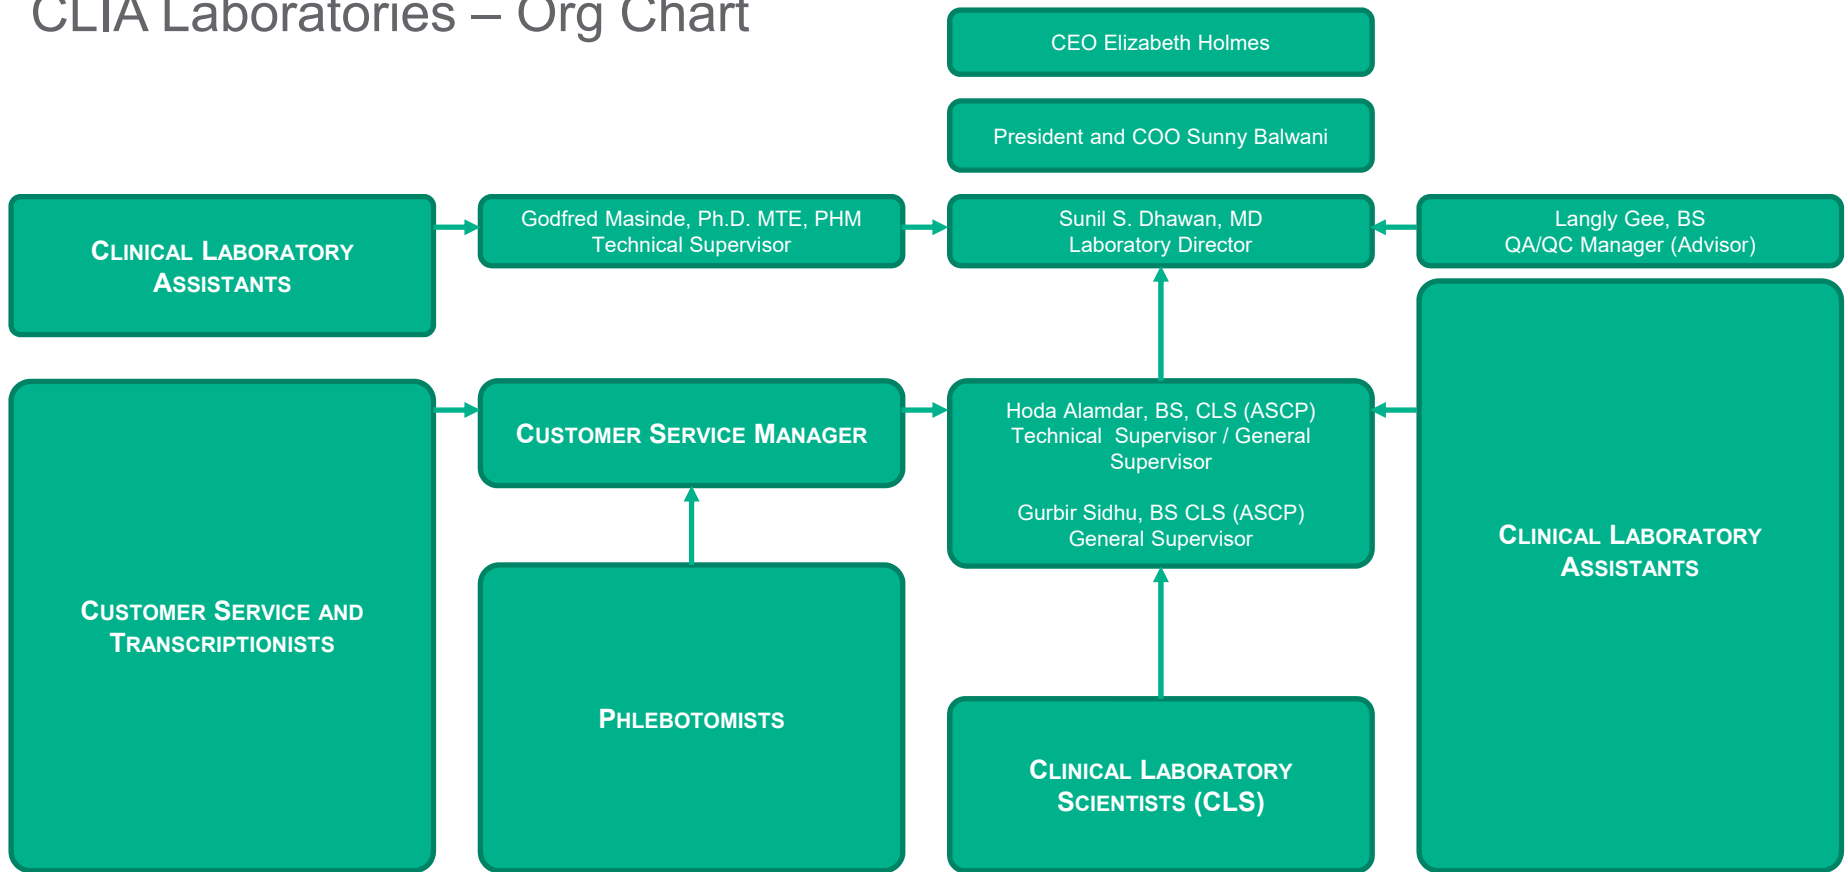 CLIA Laboratories – Org Chart
CEO Elizabeth Holmes
President and COO Sunny Balwani
CLINICAL LABORATORY
ASSISTANTS
Godfred Masinde, Ph.D. MTE, PHM
Technical Supervisor
Sunil S. Dhawan, MD
Laboratory Director
Langly Gee, BS
QA/QC Manager (Advisor)
CUSTOMER SERVICE AND
TRANSCRIPTIONISTS
CUSTOMER SERVICE MANAGER
Hoda Alamdar, BS, CLS (ASCP)
Technical Supervisor / General
Supervisor
Gurbir Sidhu, BS CLS (ASCP)
General Supervisor
CLINICAL LABORATORY
ASSISTANTS
PHLEBOTOMISTS
CLINICAL LABORATORY
SCIENTISTS (CLS)